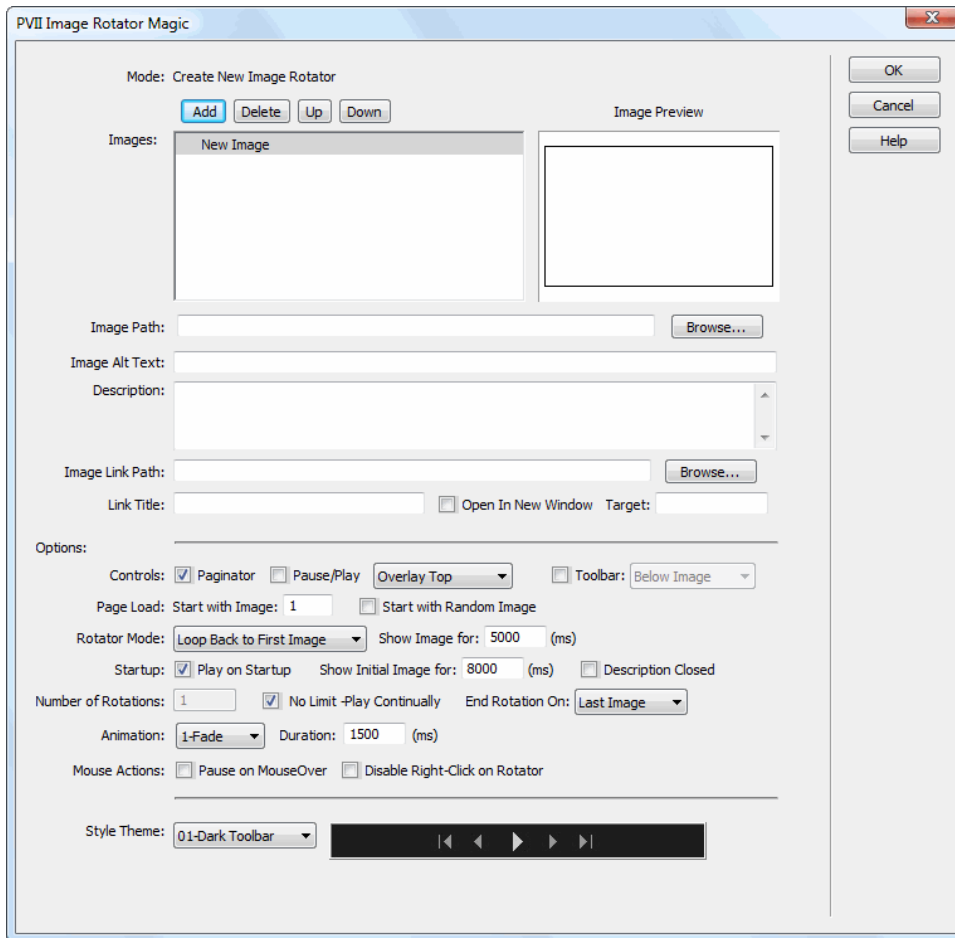 PVII Image Rotator Magic
Mode: Create New Image Rotator
OK
Add Delete Up Down
Image Preview
Cancel
Images: New Image
Help
Image Path: Browse...
Image Alt Text:
Description:
Image Link Path: Browse...
Link Title: Open In New Window Target:
Options:
Controls: Paginator Pause/Play Overlay Top Toolbar: Below Image
Page Load: Start with Image: 1 Start with Random Image
Rotator Mode: Loop Back to First Image Show Image for: 5000 (ms)
Startup: Play on Startup Show Initial Image for: 8000 (ms) Description Closed
Number of Rotations: 1 No Limit -Play Continually End Rotation On: Last Image
Animation: 1-Fade Duration: 1500 (ms)
Mouse Actions: Pause on MouseOver Disable Right-Click on Rotator
Style Theme: 01-Dark Toolbar